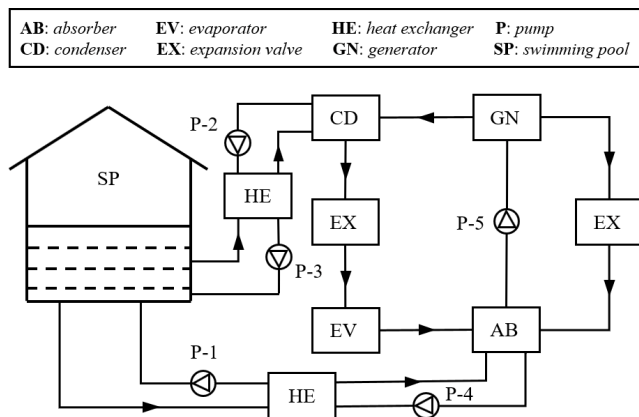 AB: absorber EV: evaporator HE: heat exchanger P: pump
CD: condenser EX: expansion valve GN: generator SP: swimming pool
P-2
CD
GN
SP
HE
EX
P-5
EX
P-3
EV
AB
P-1
HE
P-4